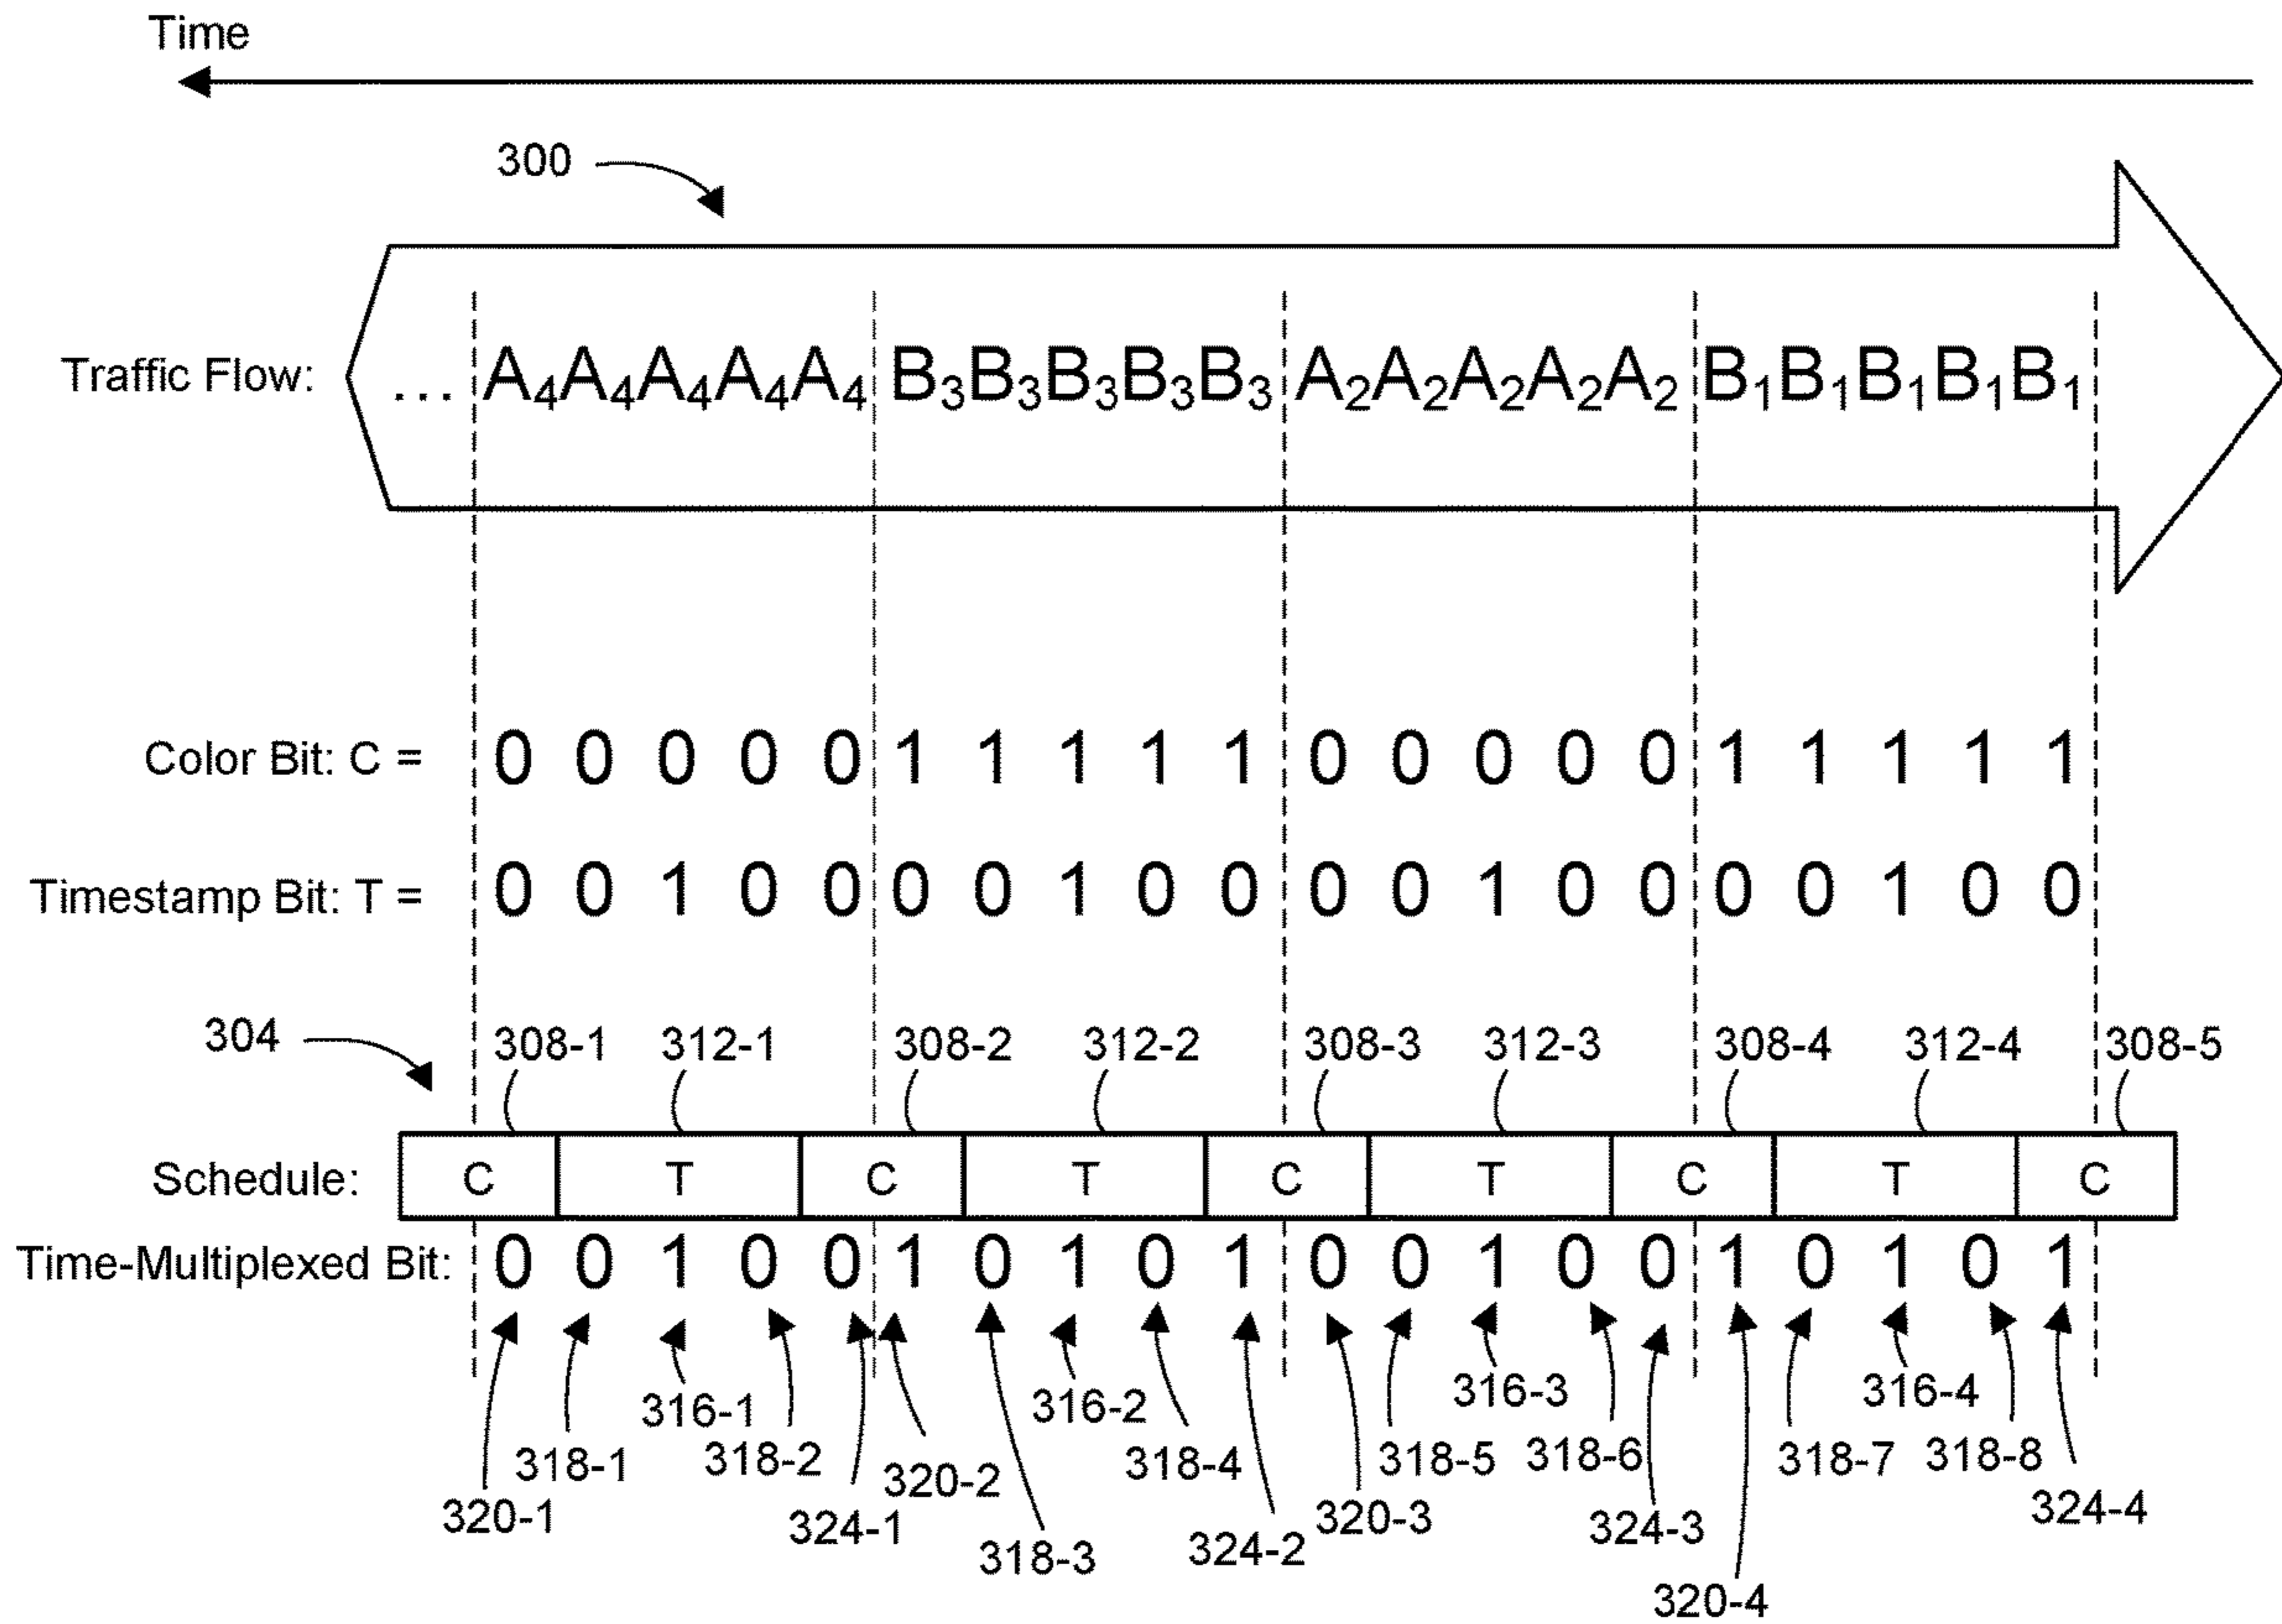 Time
300
Traffic Flow: ... A4A4A4A4A4 B3B3B3B3B3 A2A2A2A2A2 B1B1B1B1B1
Color Bit: C = 0 0 0 0 0 1 1 1 1 1 0 0 0 0 0 1 1 1 1 1
Timestamp Bit: T = 0 0 1 0 0 0 0 1 0 0 0 0 1 0 0 0 0 1 0 0
304 308-1 312-1 308-2 312-2 308-3 312-3 308-4 312-4 308-5
Schedule: C T C T C T C T C
Time-Multiplexed Bit: 0 0 1 0 0 1 0 1 0 1 0 0 1 0 0 1 0 1 0 1
316-1 316-2 316-3 316-4
318-1 318-2 320-2 318-4 318-5 318-6 318-7 318-8
320-1 324-1 318-3 324-2 320-3 324-3 320-4 324-4